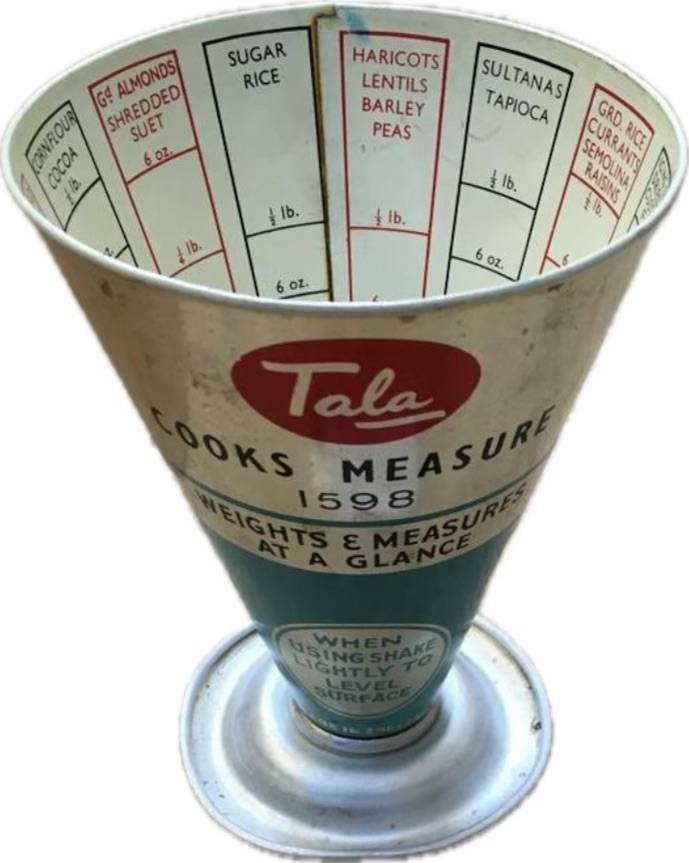 CORNFLOUR
COCOA
½ lb.
Gd ALMONDS
SHREDDED
SUET
6 oz.
¼ lb.
SUGAR
RICE
½ lb.
6 oz.
HARICOTS
LENTILS
BARLEY
PEAS
½ lb.
SULTANAS
TAPIOCA
½ lb.
6 oz.
GRD. RICE
CURRANTS
SEMOLINA
RAISINS
½ lb.
Tala
COOKS MEASURE
1598
WEIGHTS & MEASURES
AT A GLANCE
WHEN
USING SHAKE
LIGHTLY TO
LEVEL
SURFACE